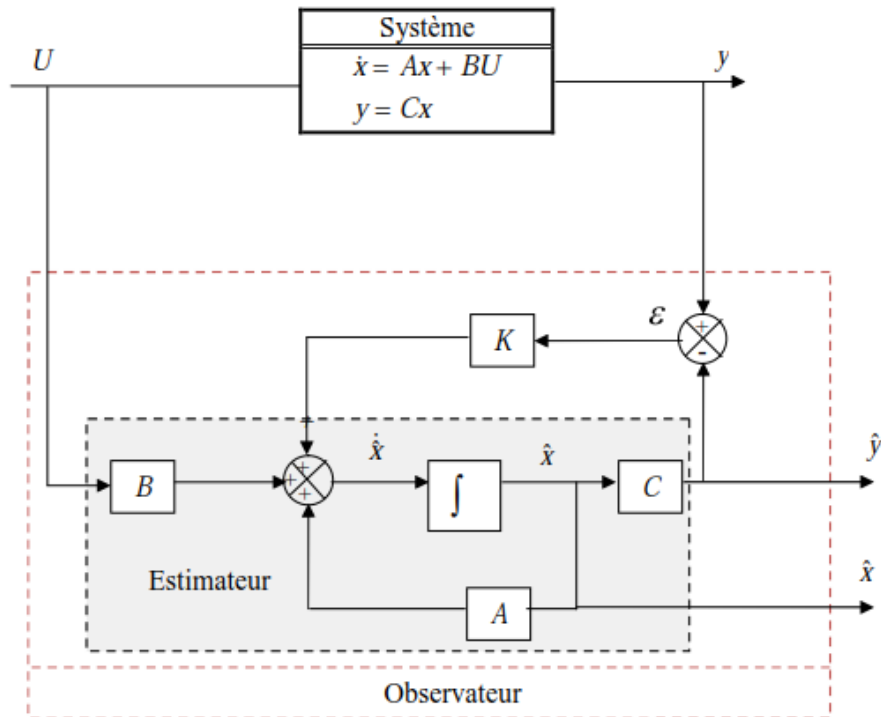 Système
U
ẋ = Ax + BU
y
y = Cx
+
ε
-
K
+
x̂̇
x̂
ŷ
+
B
+
∫
C
+
x̂
Estimateur
A
Observateur